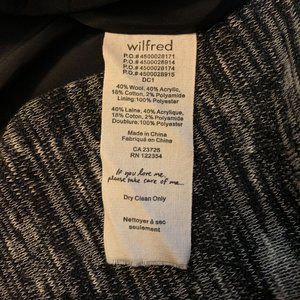 wilfred
P.O.# 4500028171
P.O.# 4500028914
P.O.# 4500028174
P.O.# 4500028915
DC1
40% Wool, 40% Acrylic,
18% Cotton, 2% Polyamide
Lining: 100% Polyester
40% Laine, 40% Acrylique,
18% Cotton, 2% Polyamide
Doublure: 100% Polyester
Made in China
Fabriqué en China
CA 23725
RN 122354
If you love me,
please take care of me...
Dry Clean Only
Nettoyer à sec
seulement